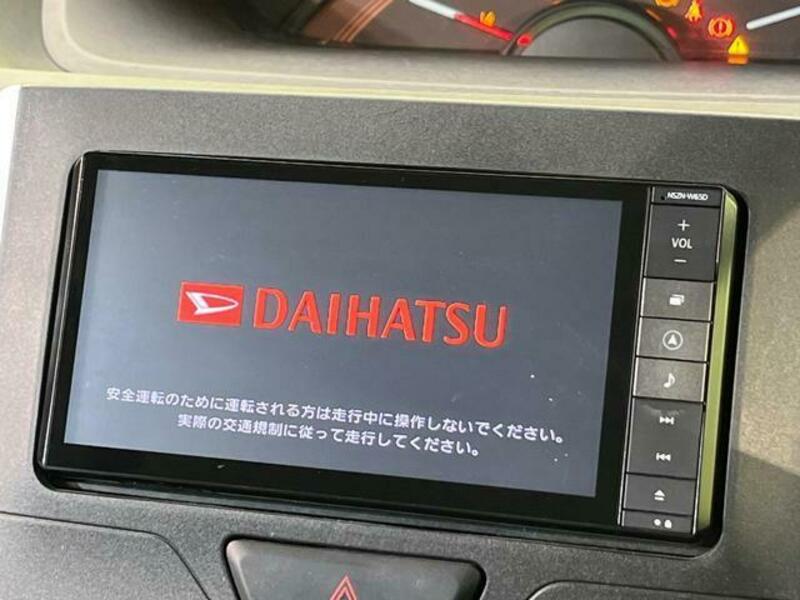 NSZN-W65D
VOL
DAIHATSU
安全運転のために運転される方は走行中に操作しないでください。
実際の交通規制に従って走行してください。